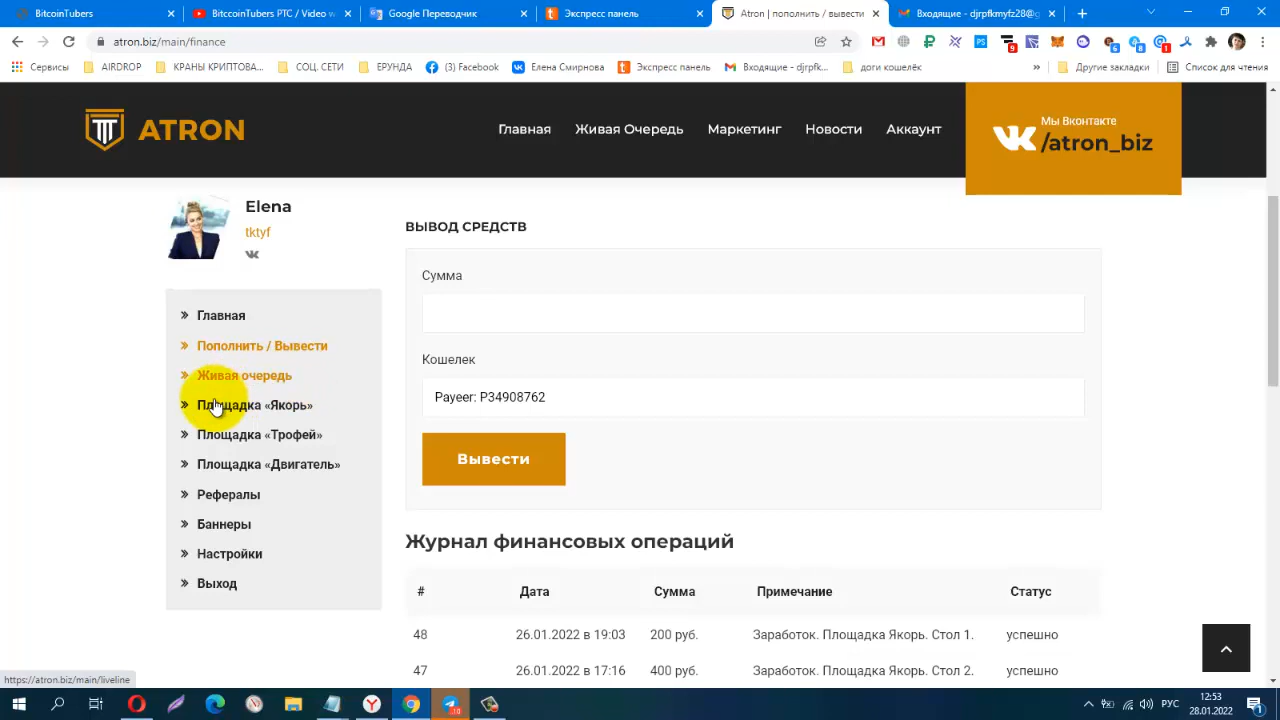 BitcoinTubers
BitcoinTubers PTC / Video w
Google Переводчик
Экспресс панель
Atron | пополнить / вывести
Входящие - djrpfkmyfz28@g
atron.biz/main/finance
Сервисы
AIRDROP
КРАНЫ КРИПТОВА...
СОЦ. СЕТИ
ЕРУНДА
(3) Facebook
Елена Смирнова
Экспресс панель
Входящие - djrpfk...
доги кошелёк
»
Другие закладки
Список для чтения
ATRON
Главная
Живая Очередь
Маркетинг
Новости
Аккаунт
Мы Вконтакте
/atron_biz
Elena
tktyf
Главная
Пополнить / Вывести
Живая очередь
Площадка «Якорь»
Площадка «Трофей»
Площадка «Двигатель»
Рефералы
Баннеры
Настройки
Выход
ВЫВОД СРЕДСТВ
Сумма
Кошелек
Payeer: P34908762
Вывести
Журнал финансовых операций
# Дата Сумма Примечание Статус
48 26.01.2022 в 19:03 200 руб. Заработок. Площадка Якорь. Стол 1. успешно
47 26.01.2022 в 17:16 400 руб. Заработок. Площадка Якорь. Стол 2. успешно
https://atron.biz/main/liveline
РУС
12:53
28.01.2022